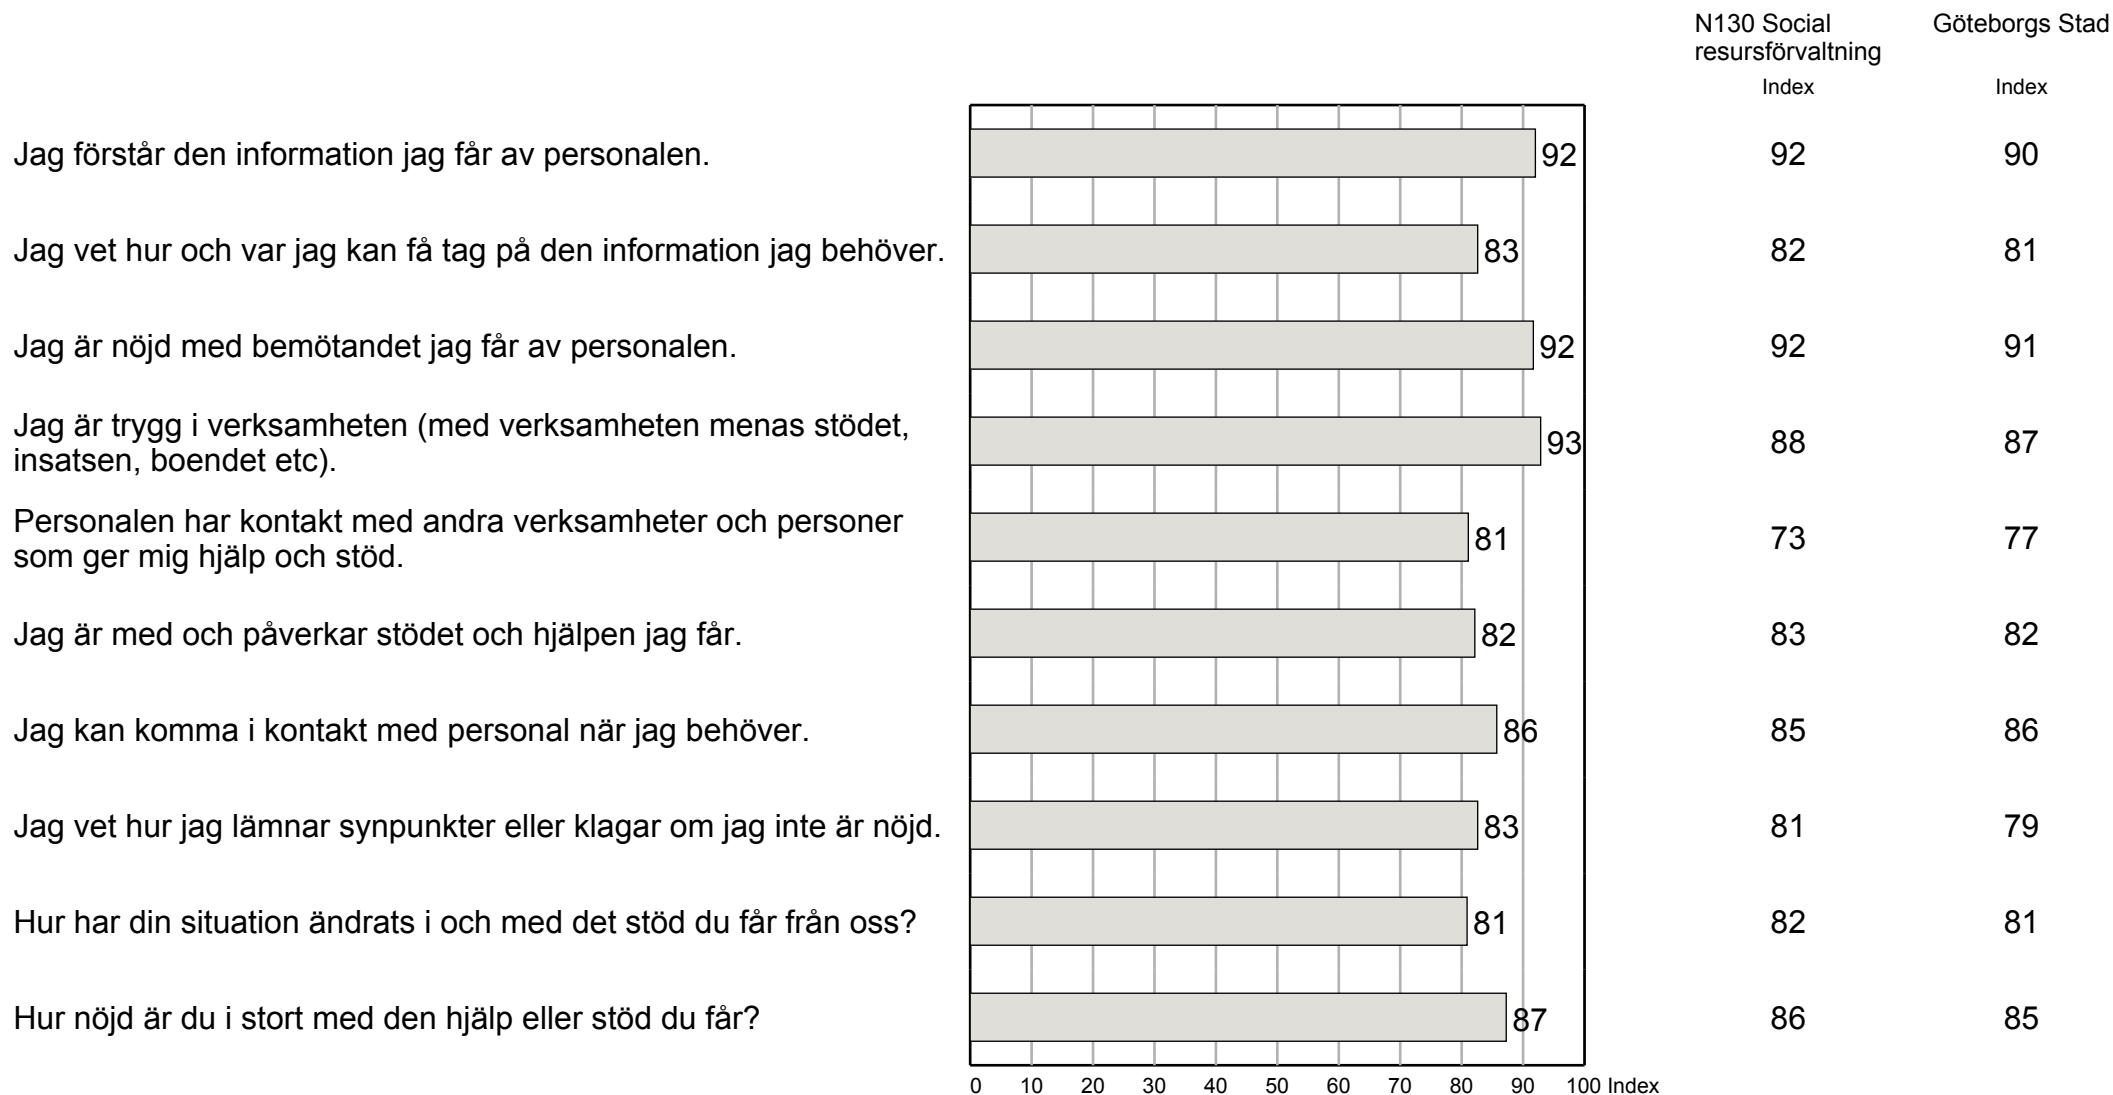 N130 Social Göteborgs Stad
resursförvaltning
Index Index
Jag förstår den information jag får av personalen. 92 92 90
Jag vet hur och var jag kan få tag på den information jag behöver. 83 82 81
Jag är nöjd med bemötandet jag får av personalen. 92 92 91
Jag är trygg i verksamheten (med verksamheten menas stödet,
insatsen, boendet etc). 93 88 87
Personalen har kontakt med andra verksamheter och personer
som ger mig hjälp och stöd. 81 73 77
Jag är med och påverkar stödet och hjälpen jag får. 82 83 82
Jag kan komma i kontakt med personal när jag behöver. 86 85 86
Jag vet hur jag lämnar synpunkter eller klagar om jag inte är nöjd. 83 81 79
Hur har din situation ändrats i och med det stöd du får från oss? 81 82 81
Hur nöjd är du i stort med den hjälp eller stöd du får? 87 86 85
0 10 20 30 40 50 60 70 80 90 100 Index